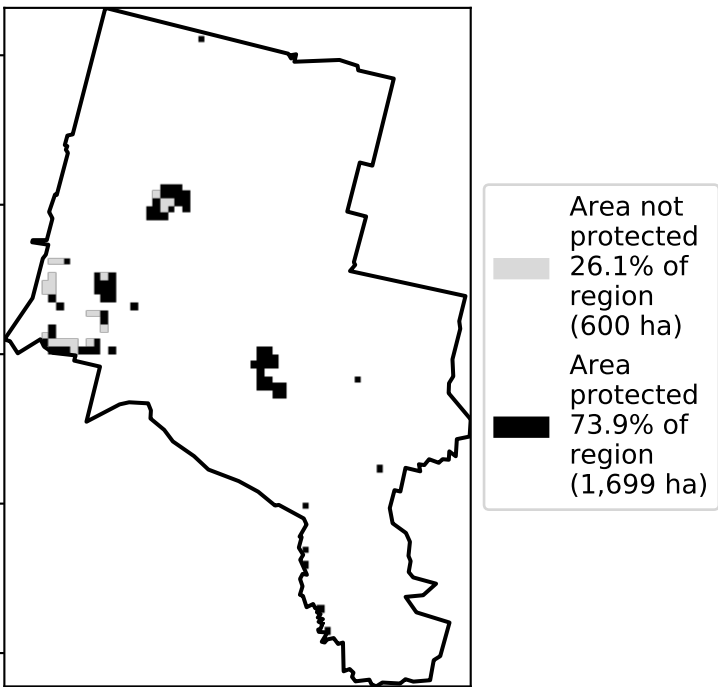 Area not
protected
26.1% of
region
(600 ha)
Area
protected
73.9% of
region
(1,699 ha)